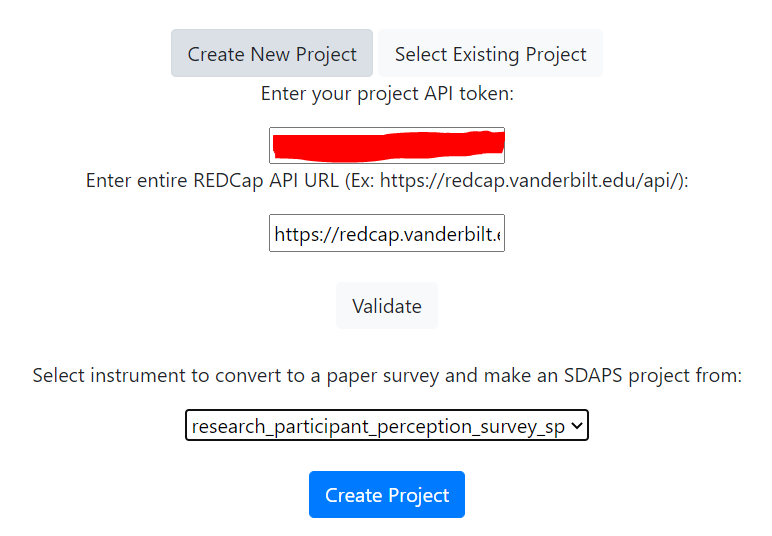 Create New Project Select Existing Project
Enter your project API token:
Enter entire REDCap API URL (Ex: https://redcap.vanderbilt.edu/api/):
https://redcap.vanderbilt.e
Validate
Select instrument to convert to a paper survey and make an SDAPS project from:
research_participant_perception_survey_sp
Create Project